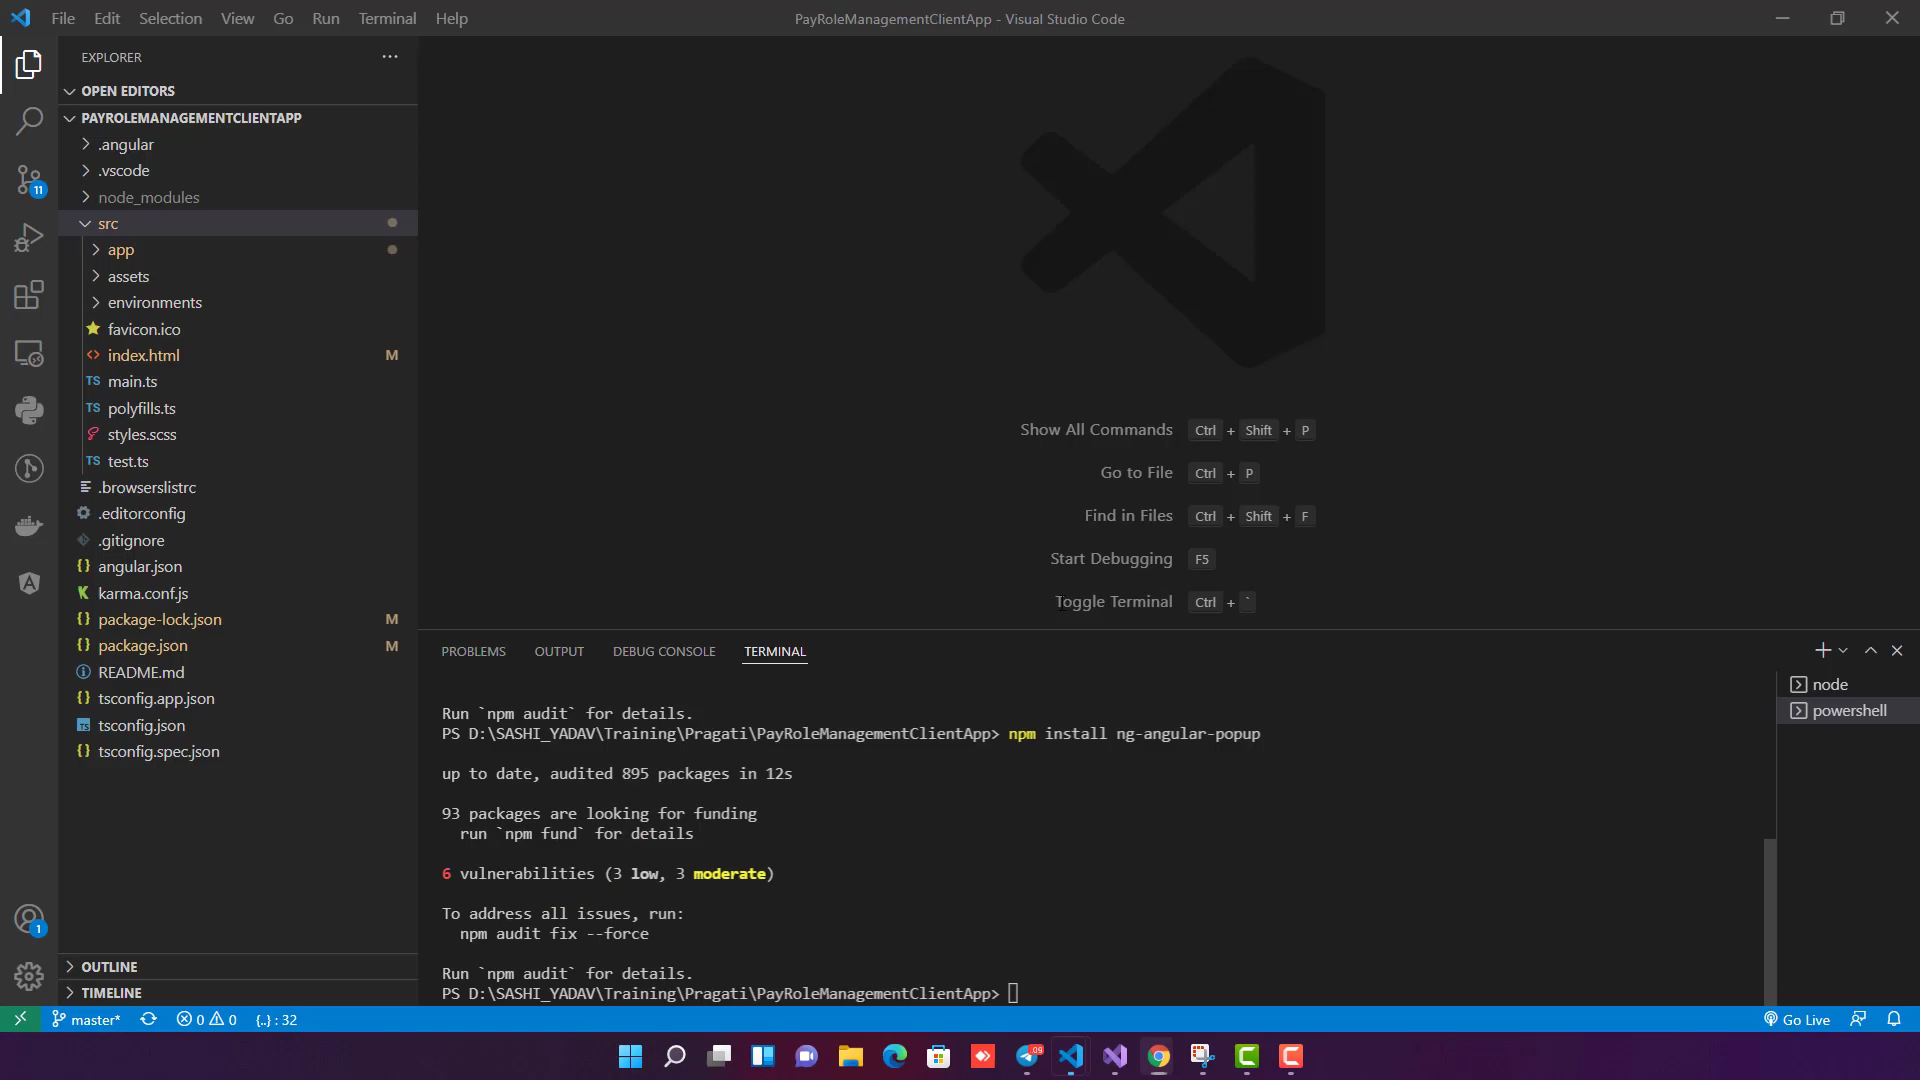 File Edit Selection View Go Run Terminal Help
PayRoleManagementClientApp - Visual Studio Code
EXPLORER
OPEN EDITORS
PAYROLEMANAGEMENTCLIENTAPP
.angular
.vscode
node_modules
src
app
assets
environments
favicon.ico
index.html M
TS main.ts
TS polyfills.ts
styles.scss
TS test.ts
.browserslistrc
.editorconfig
.gitignore
{} angular.json
K karma.conf.js
{} package-lock.json M
{} package.json M
README.md
{} tsconfig.app.json
TS tsconfig.json
{} tsconfig.spec.json
OUTLINE
TIMELINE
11
1
Show All Commands Ctrl + Shift + P
Go to File Ctrl + P
Find in Files Ctrl + Shift + F
Start Debugging F5
Toggle Terminal Ctrl + `
PROBLEMS OUTPUT DEBUG CONSOLE TERMINAL
node
powershell
Run `npm audit` for details.
PS D:\SASHI_YADAV\Training\Pragati\PayRoleManagementClientApp> npm install ng-angular-popup
up to date, audited 895 packages in 12s
93 packages are looking for funding
run `npm fund` for details
6 vulnerabilities (3 low, 3 moderate)
To address all issues, run:
npm audit fix --force
Run `npm audit` for details.
PS D:\SASHI_YADAV\Training\Pragati\PayRoleManagementClientApp>
master* 0 0 {..} : 32
Go Live
09